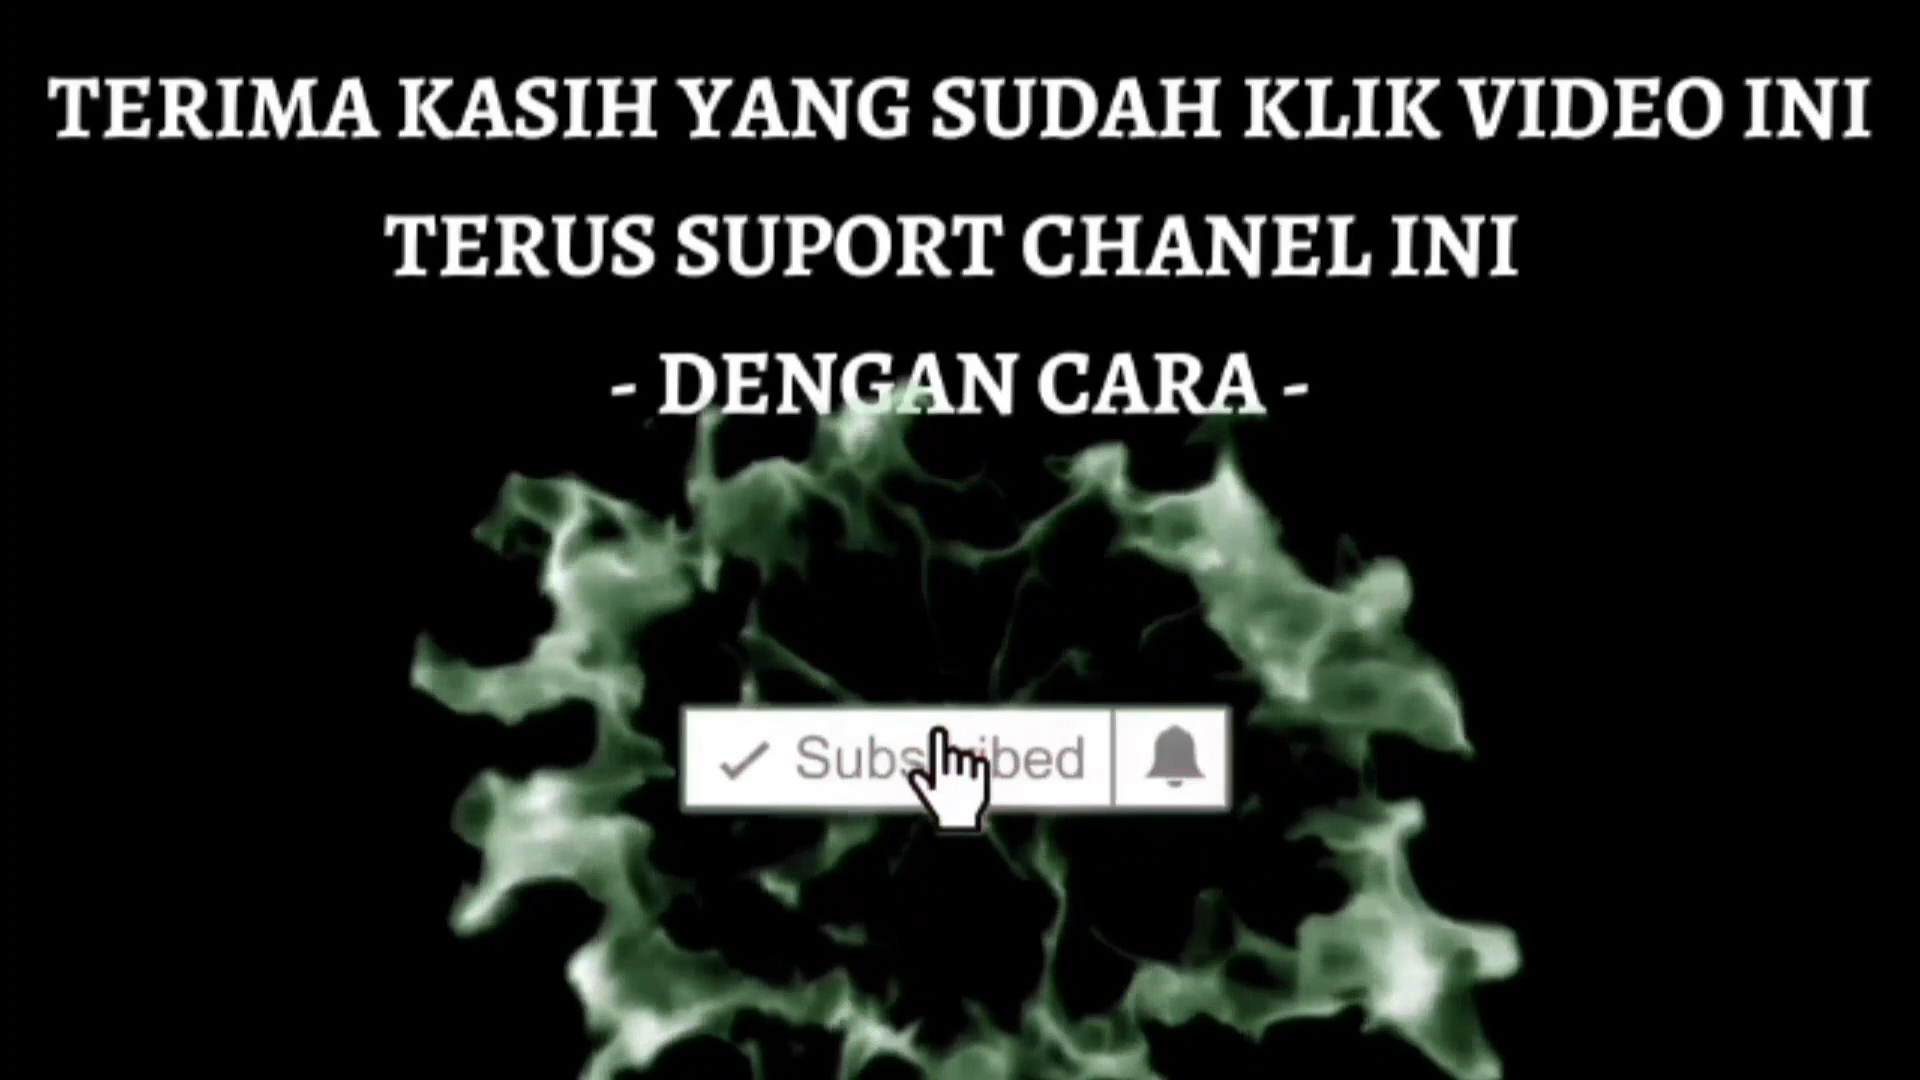 TERIMA KASIH YANG SUDAH KLIK VIDEO INI
TERUS SUPORT CHANEL INI
- DENGAN CARA -
Subscribed